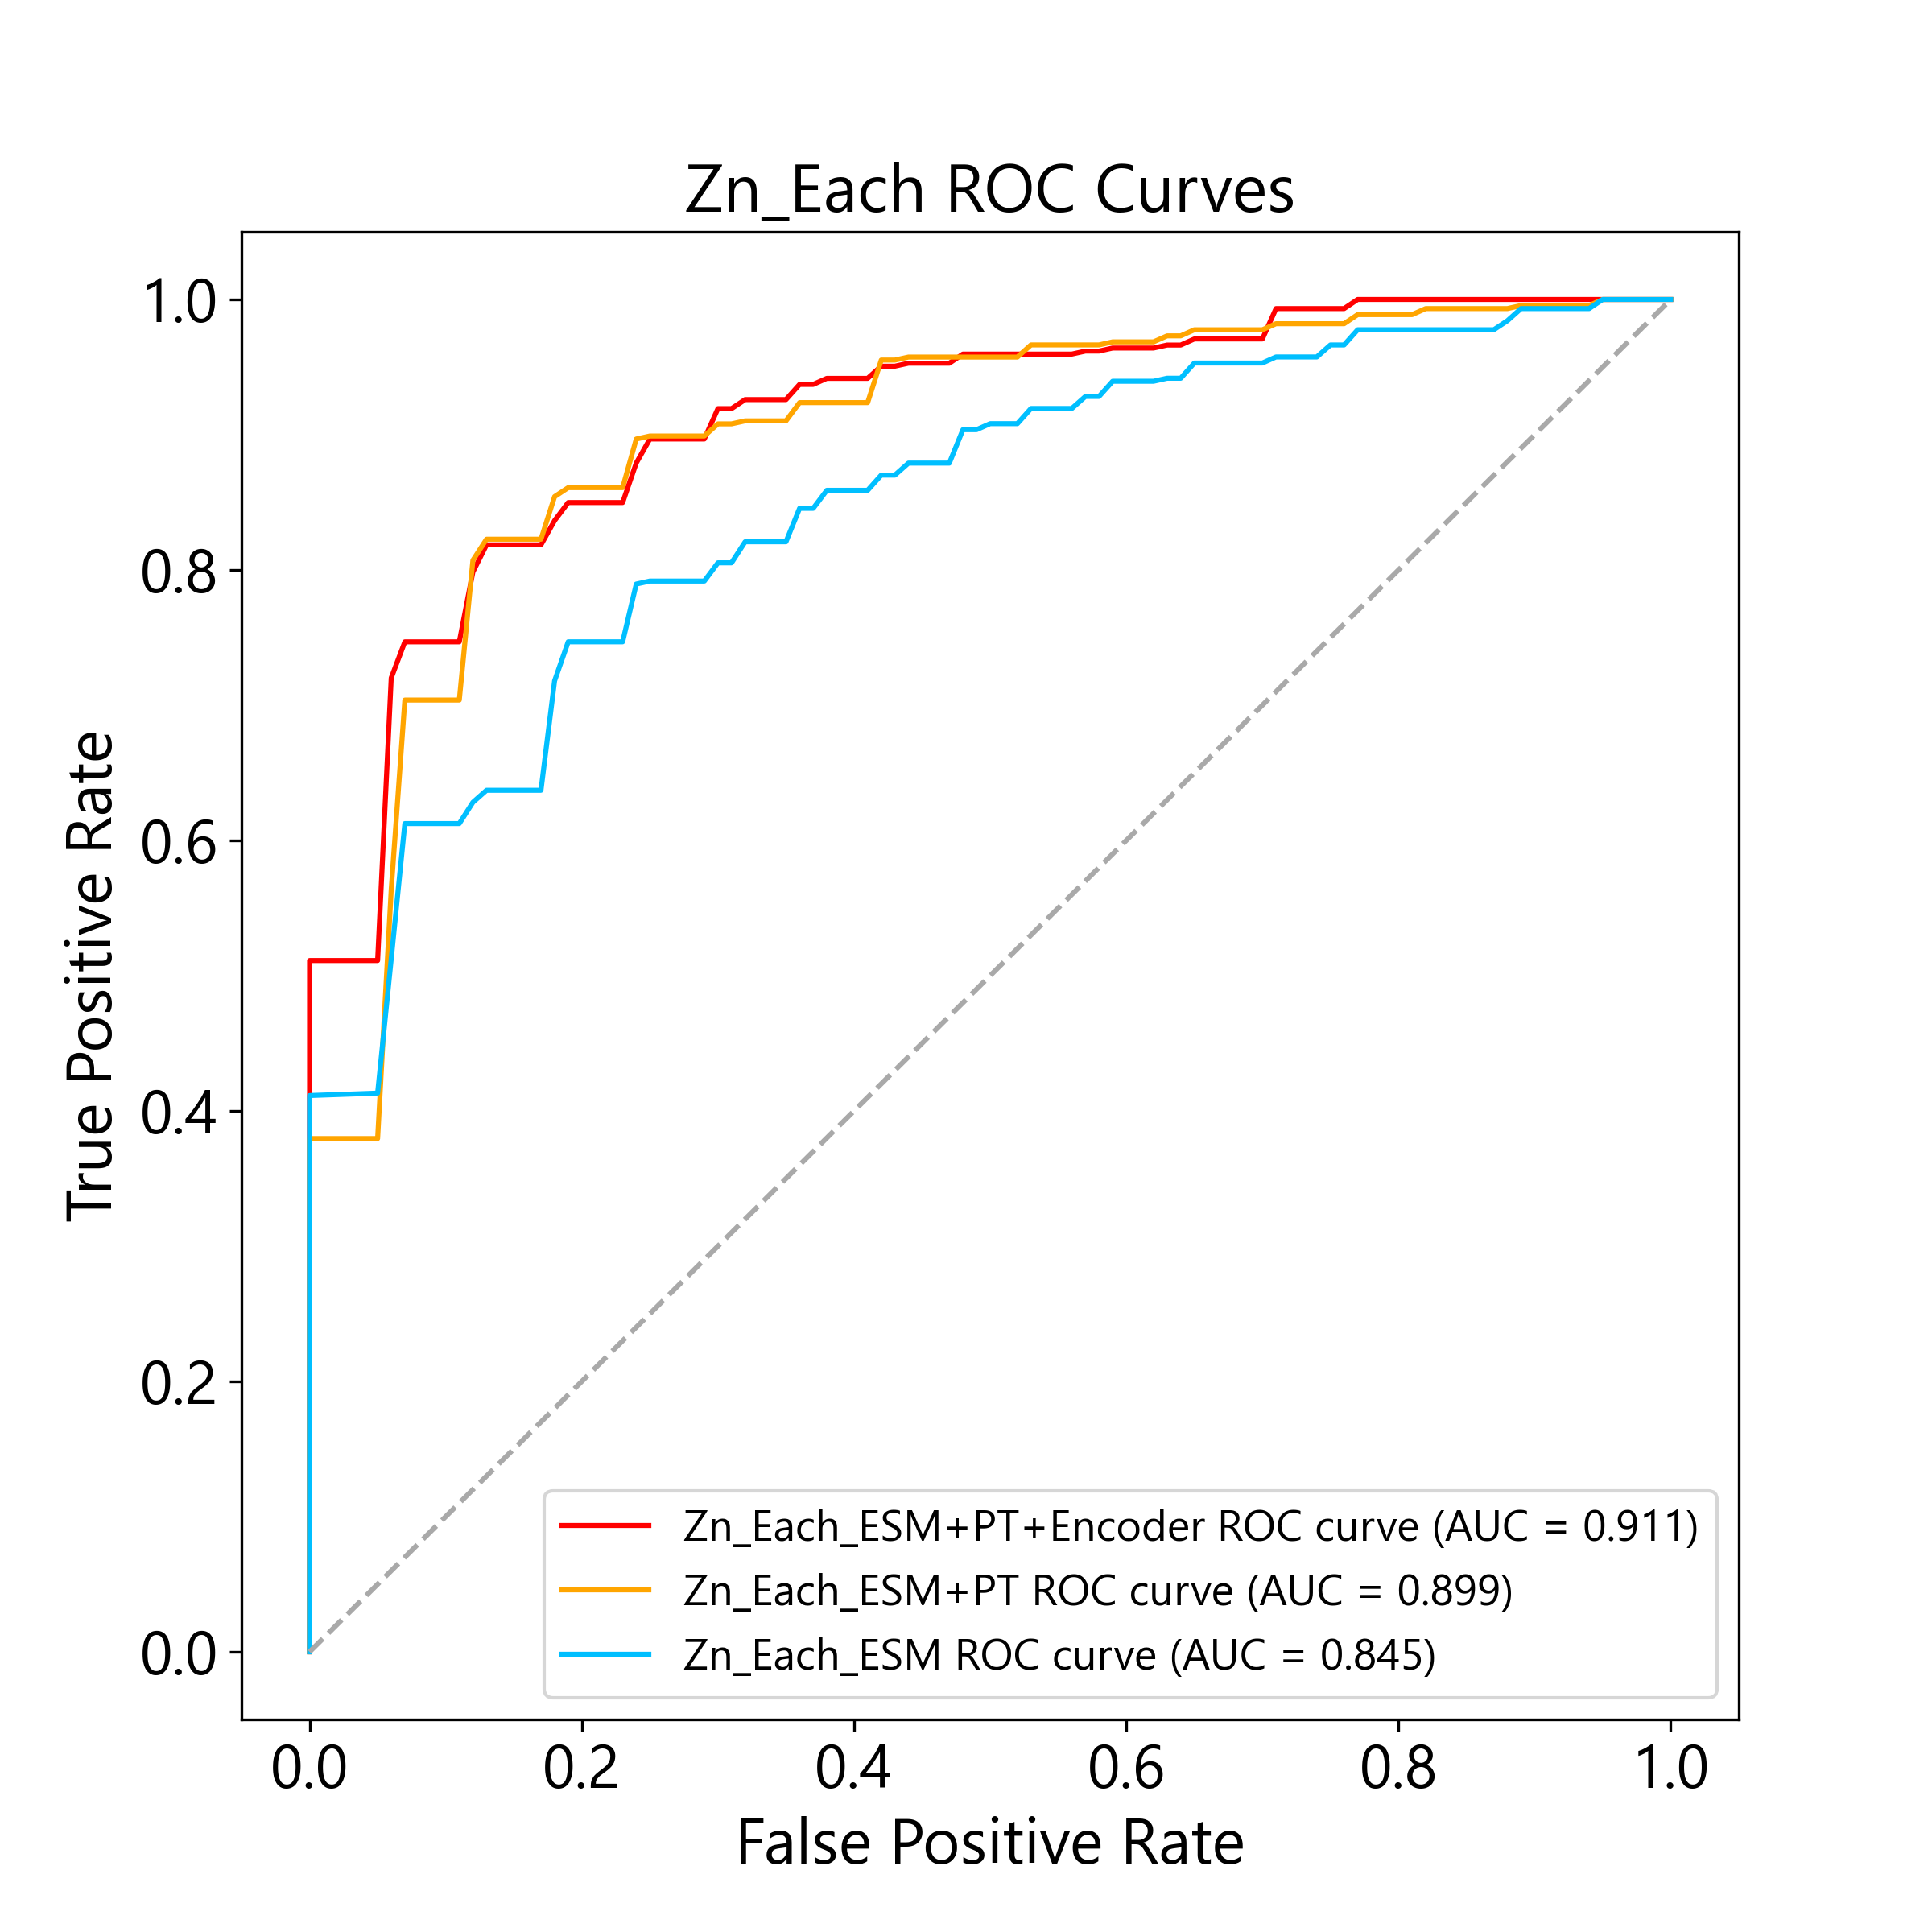 Zn_Each ROC Curves
1.0
0.8
0.6
0.4
0.2
0.0
True Positive Rate
Zn_Each_ESM+PT+Encoder ROC curve (AUC = 0.911)
Zn_Each_ESM+PT ROC curve (AUC = 0.899)
Zn_Each_ESM ROC curve (AUC = 0.845)
0.0 0.2 0.4 0.6 0.8 1.0
False Positive Rate